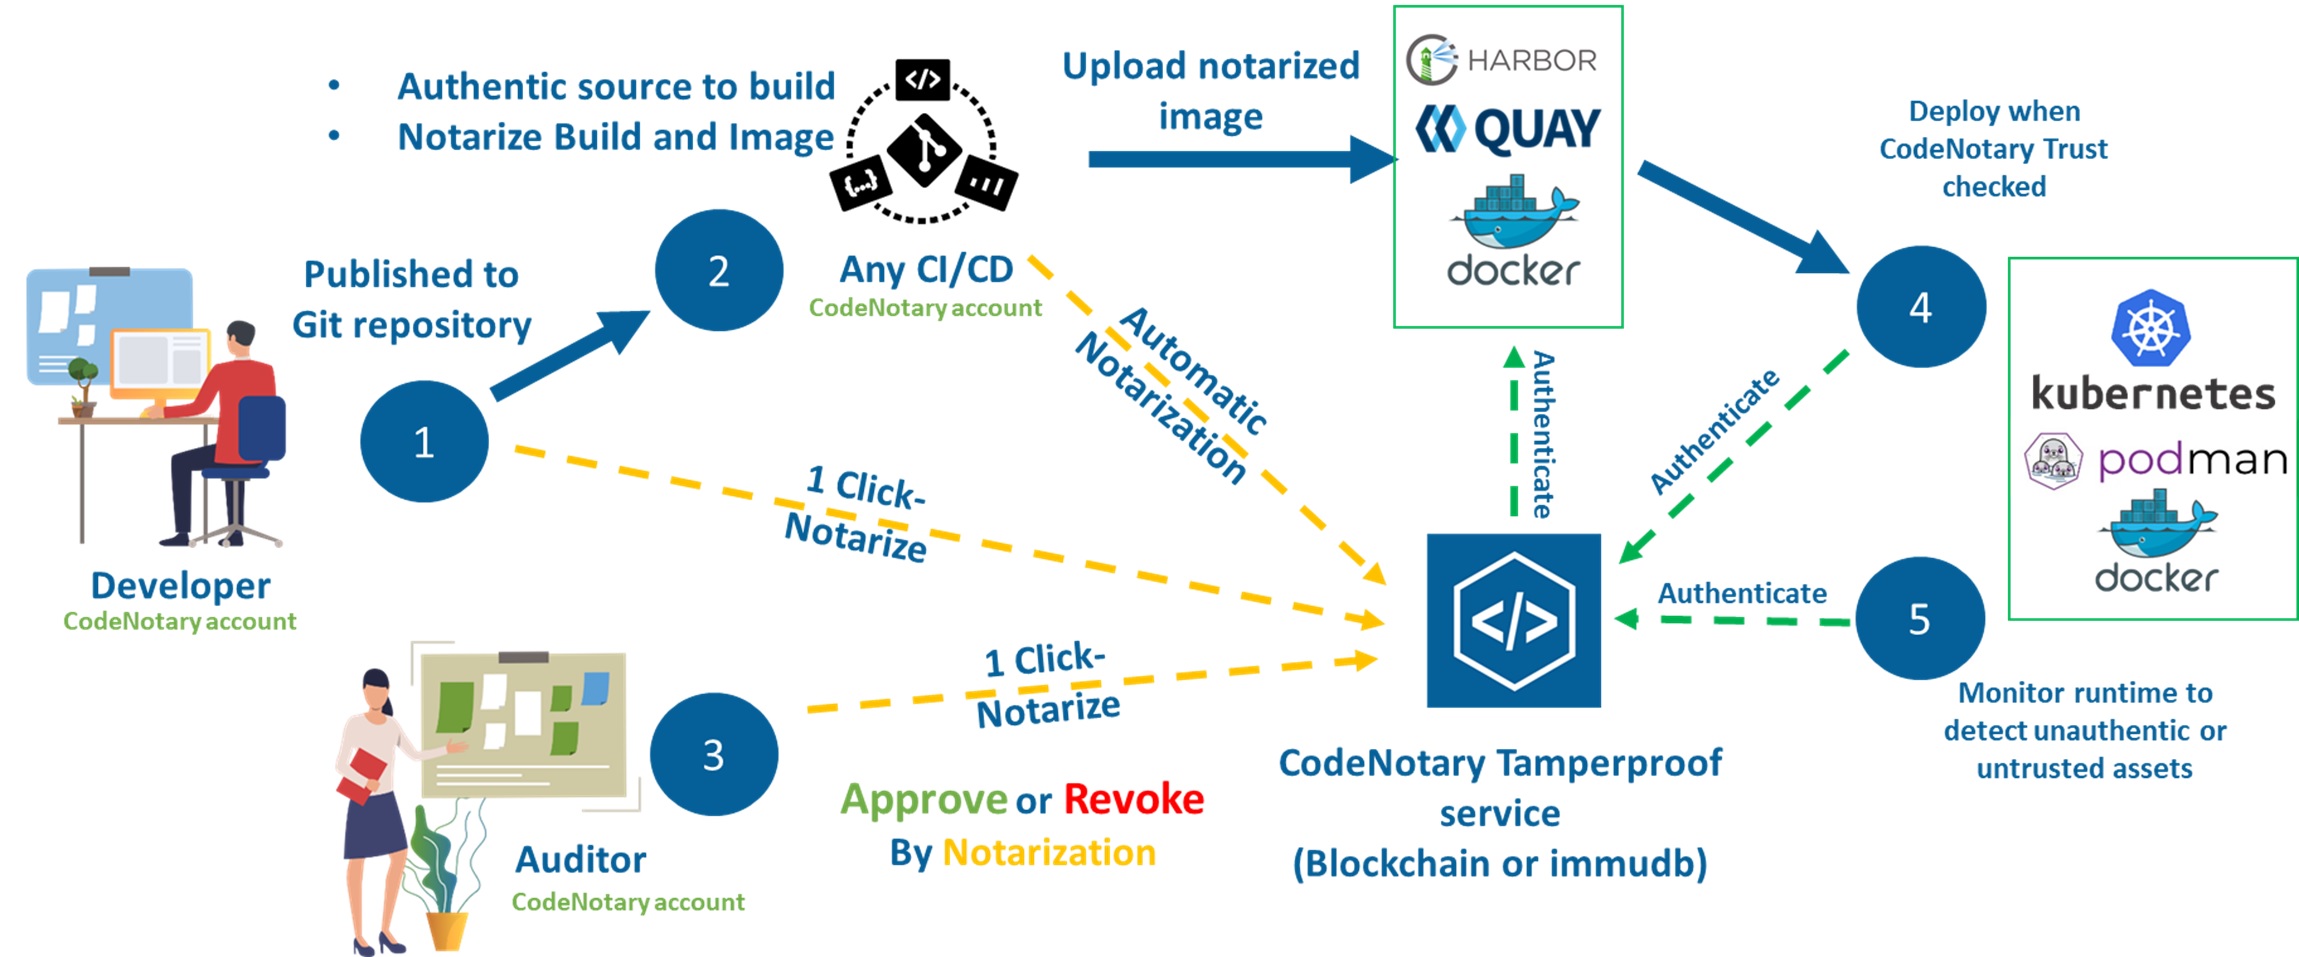 • Authentic source to build
• Notarize Build and Image
</>
{...}
Upload notarized
image
HARBOR
QUAY
docker
Deploy when
CodeNotary Trust
checked
Published to
Git repository
1
2
Any CI/CD
CodeNotary account
Automatic
Notarization
Authenticate
Authenticate
4
kubernetes
podman
docker
1 Click-
Notarize
Developer
CodeNotary account
</>
Authenticate
5
Monitor runtime to
detect unauthentic or
untrusted assets
1 Click-
Notarize
3
Approve or Revoke
By Notarization
Auditor
CodeNotary account
CodeNotary Tamperproof
service
(Blockchain or immudb)